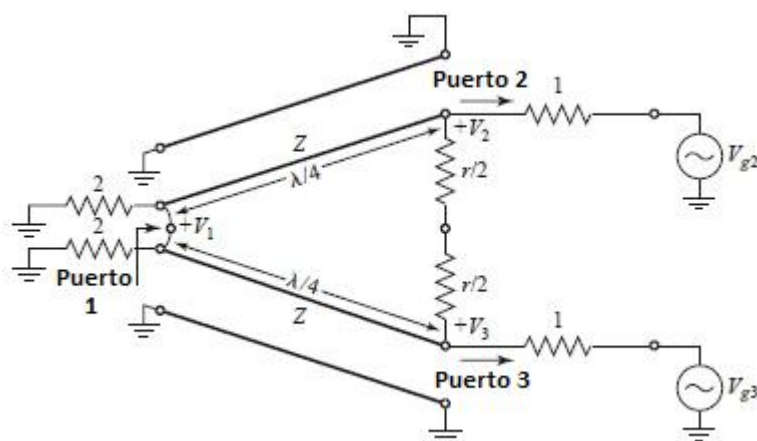 Puerto 2
1
+V2
Z
λ/4
r/2
Vg2
2
+V1
2
Puerto
1
λ/4
Z
r/2
+V3
1
Puerto 3
Vg3